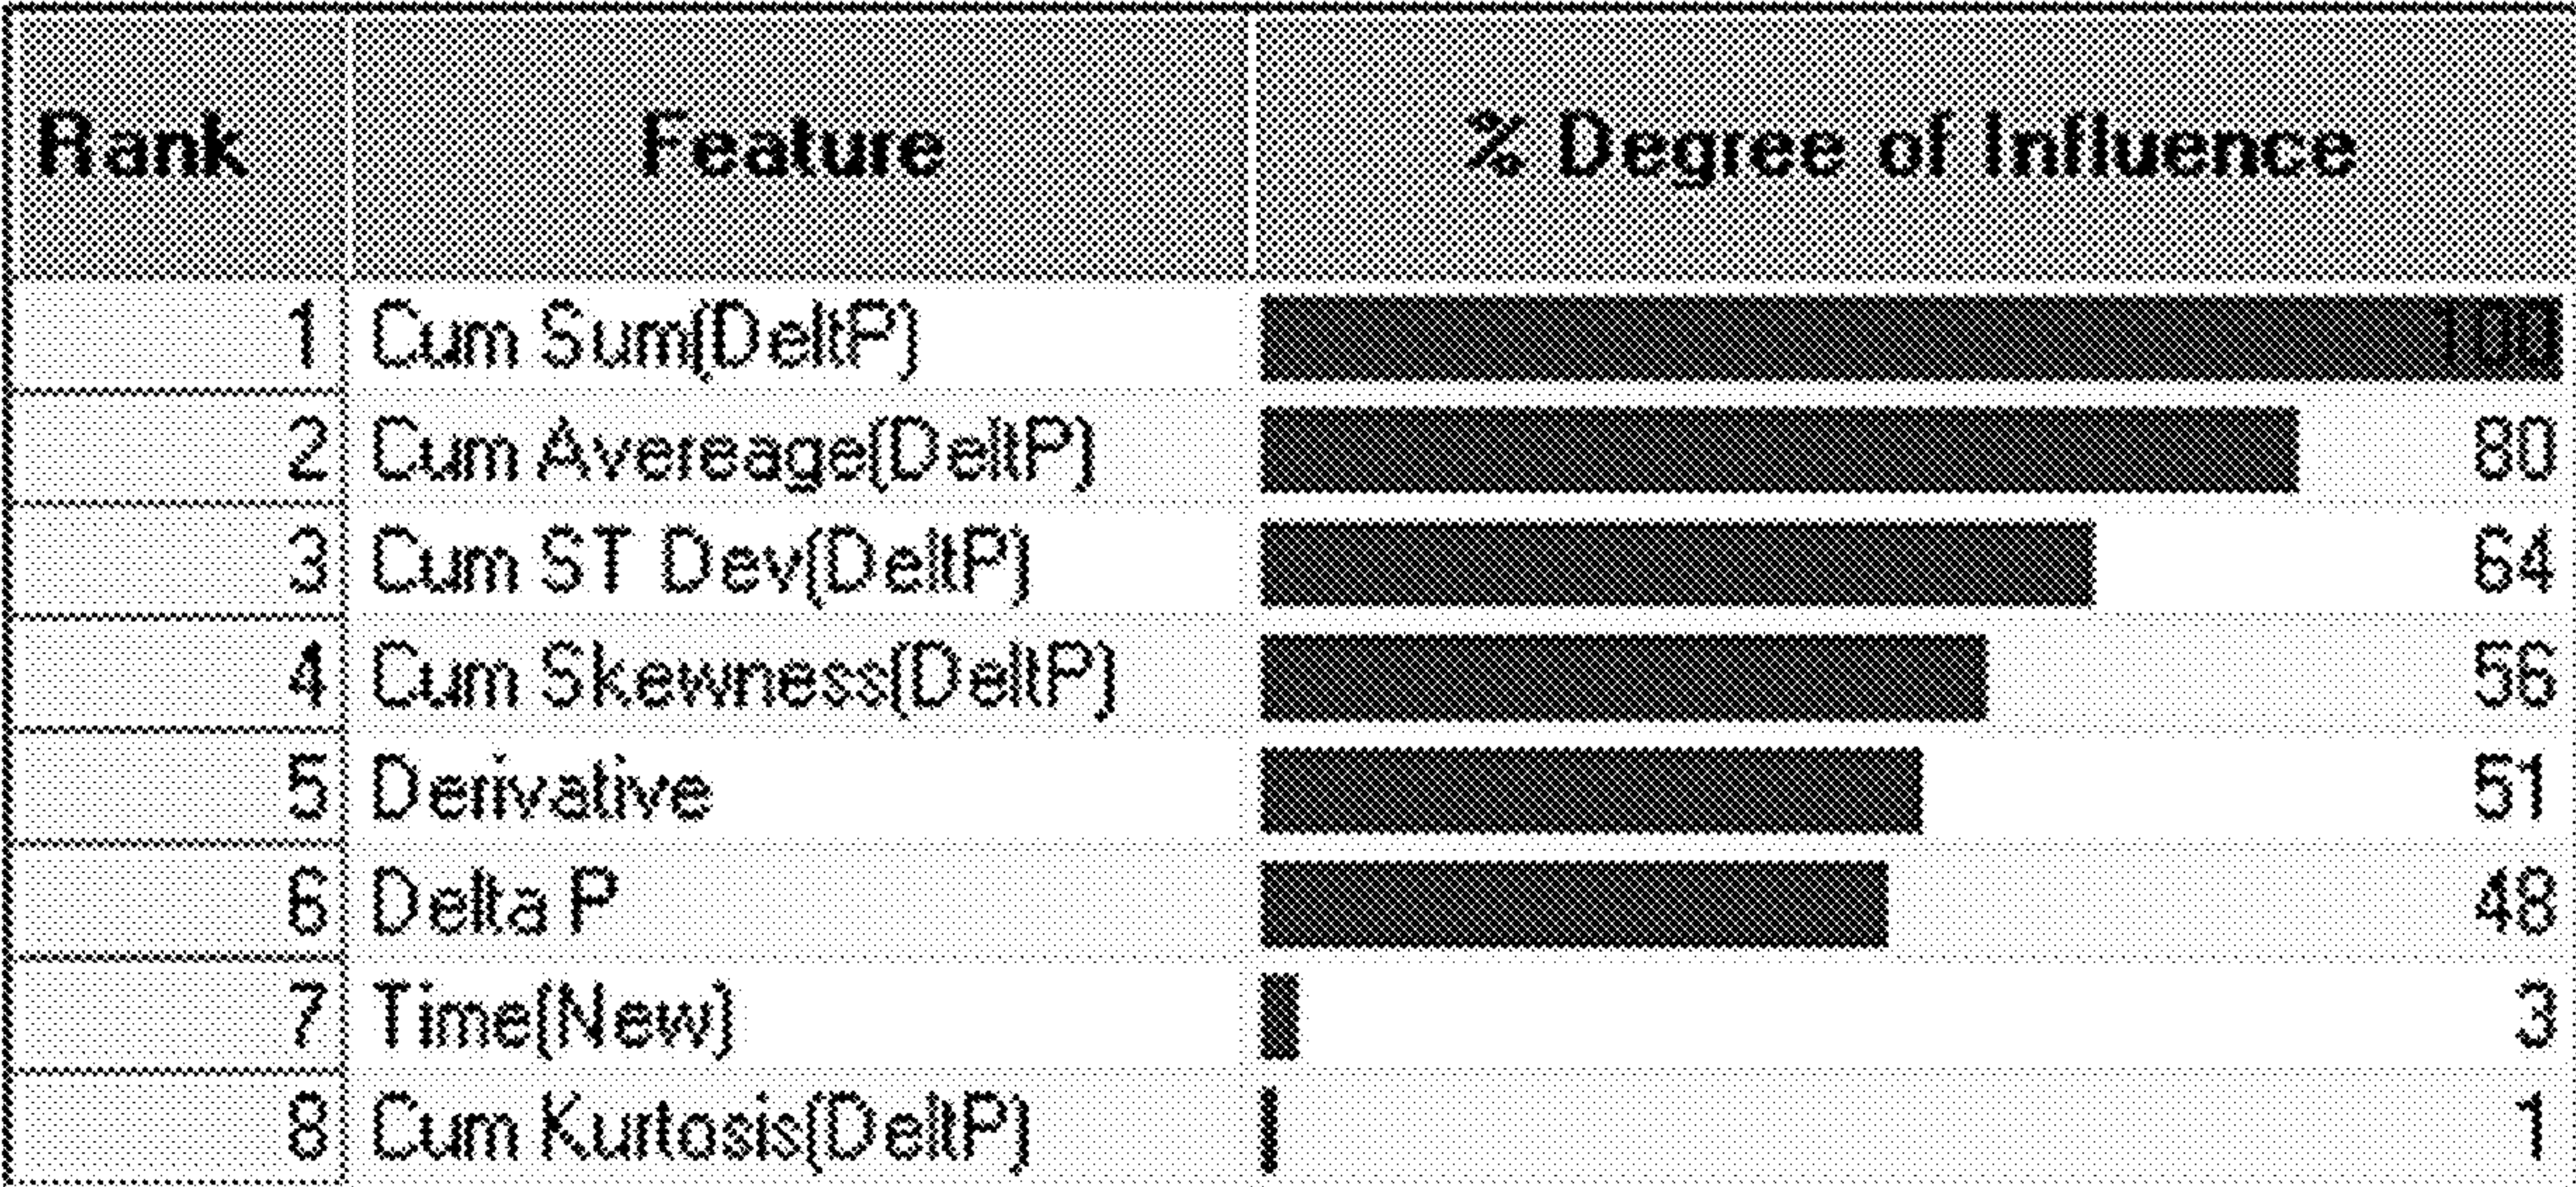 Rank Feature % Degree of Influence
1 Cum Sum(DeltP) 100
2 Cum Avereage(DeltP) 80
3 Cum ST Dev(DeltP) 64
4 Cum Skewness(DeltP) 56
5 Derivative 51
6 Delta P 48
7 Time(New) 3
8 Cum Kurtosis(DeltP) 1